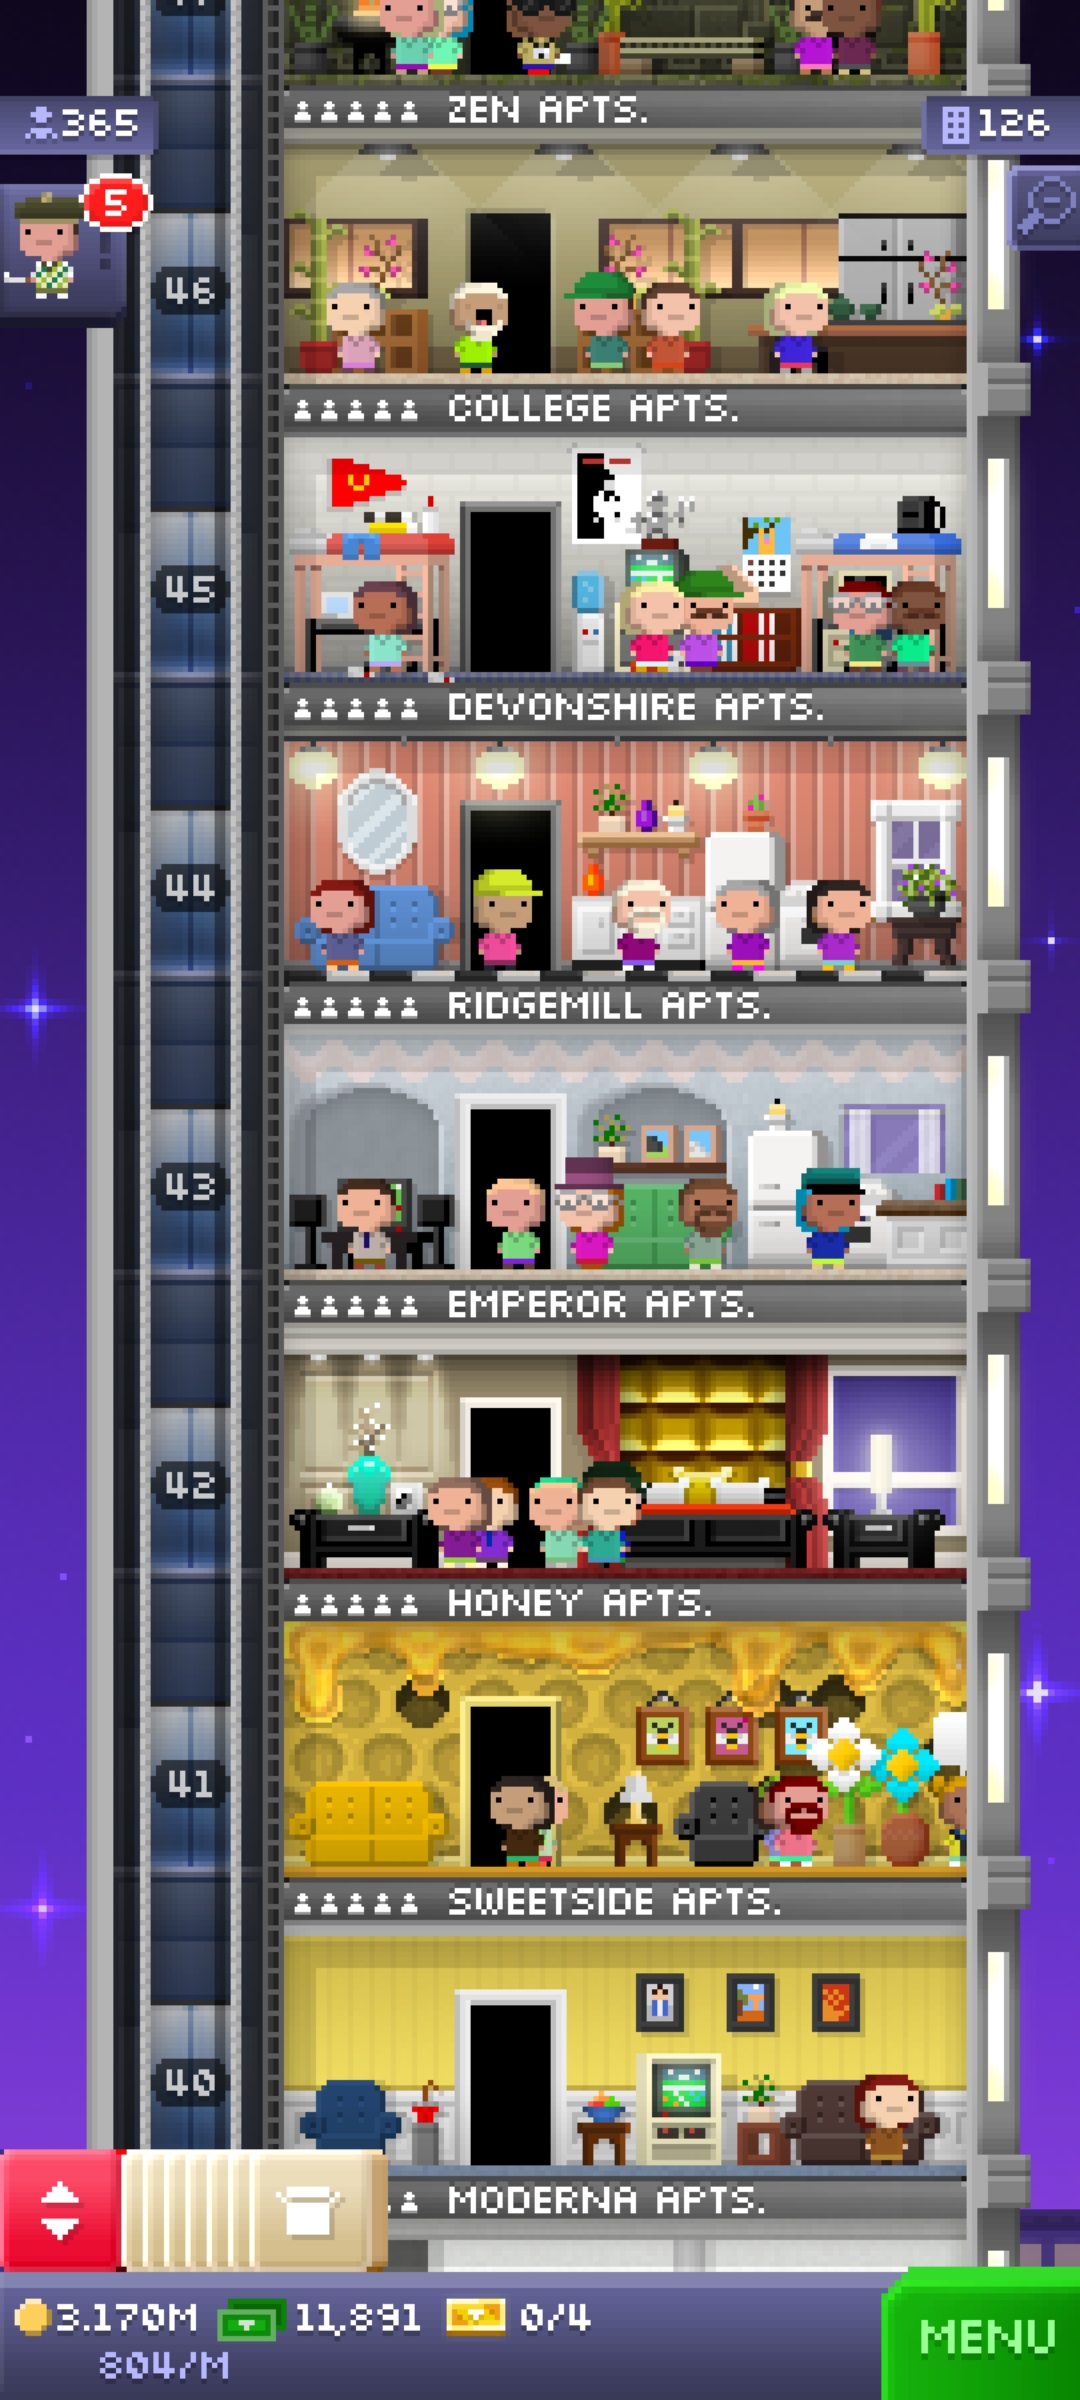 ZEN APTS.
365
126
5
46
COLLEGE APTS.
45
DEVONSHIRE APTS.
44
RIDGEMILL APTS.
43
EMPEROR APTS.
42
HONEY APTS.
41
SWEETSIDE APTS.
40
MODERNA APTS.
3.170M 11,891 0/4
804/M
MENU